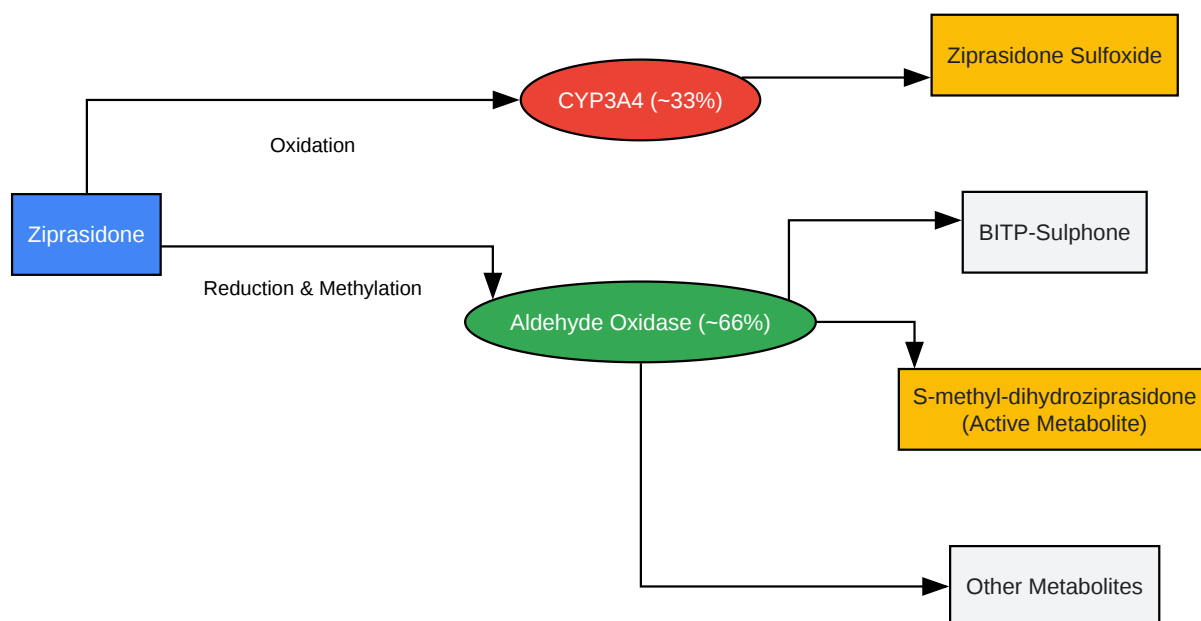 Ziprasidone Sulfoxide
CYP3A4 (~33%)
Oxidation
Ziprasidone
BITP-Sulphone
Reduction & Methylation
Aldehyde Oxidase (~66%)
S-methyl-dihydroziprasidone
(Active Metabolite)
Other Metabolites